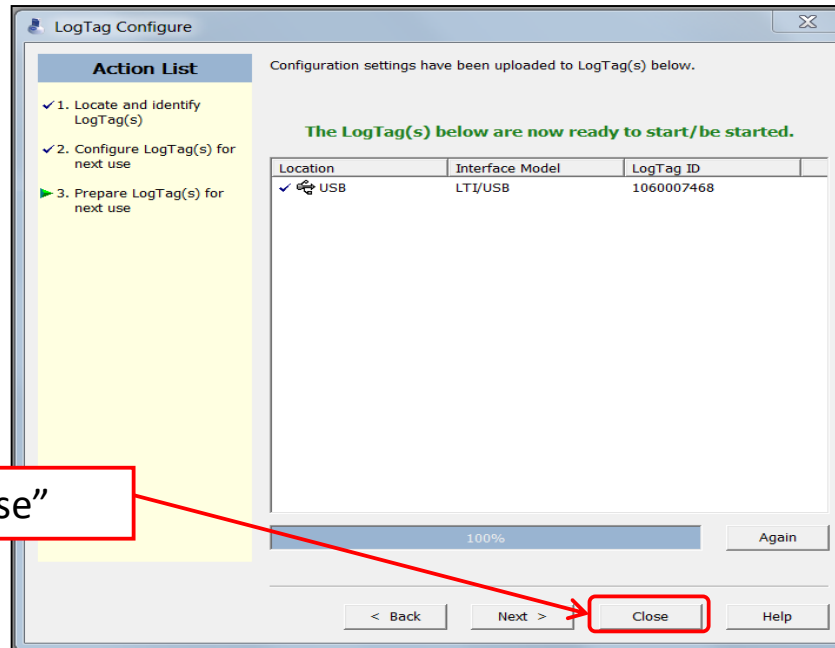 LogTag Configure
Action List
✓ 1. Locate and identify
LogTag(s)
✓ 2. Configure LogTag(s) for
next use
3. Prepare LogTag(s) for
next use
Configuration settings have been uploaded to LogTag(s) below.
The LogTag(s) below are now ready to start/be started.
Location Interface Model LogTag ID
✓ USB LTI/USB 1060007468
se”
100% Again
< Back Next > Close Help